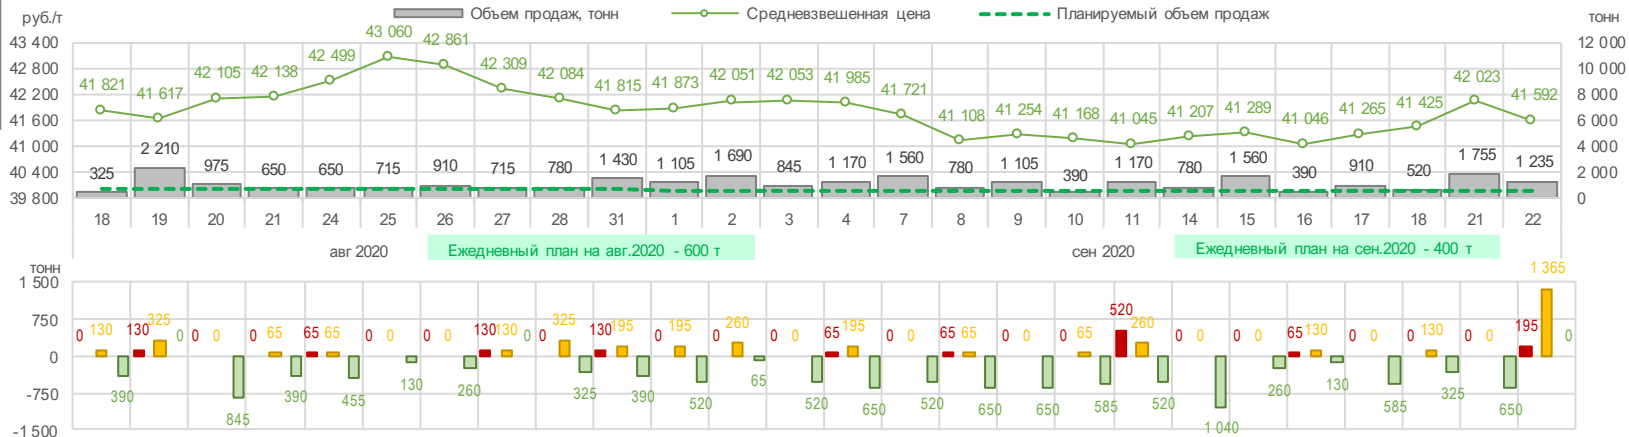 руб./т
Объем продаж, тонн
Средневзвешенная цена
Планируемый объем продаж
тонн
43 400
42 800
42 200
41 600
41 000
40 400
39 800
12 000
10 000
8 000
6 000
4 000
2 000
0
41 821 41 617 42 105 42 138 42 499 43 060 42 861 42 309 42 084 41 815 41 873 42 051 42 053 41 985 41 721 41 108 41 254 41 168 41 045 41 207 41 289 41 046 41 265 41 425 42 023 41 592
325 2 210 975 650 650 715 910 715 780 1 430 1 105 1 690 845 1 170 1 560 780 1 105 390 1 170 780 1 560 390 910 520 1 755 1 235
18 19 20 21 24 25 26 27 28 31 1 2 3 4 7 8 9 10 11 14 15 16 17 18 21 22
авг 2020
Ежедневный план на авг.2020 - 600 т
сен 2020
Ежедневный план на сен.2020 - 400 т
тонн
1 500
750
0
-750
-1 500
0 130 130 325 0 0 0 0 65 65 65 0 0 0 0 130 130 0 0 325 130 195 0 195 0 260 0 0 65 195 0 0 65 65 0 0 0 65 520 260 0 0 0 0 65 130 0 0 0 130 0 0 195 1 365 0
390 845 390 455 130 260 325 390 520 65 520 650 520 650 650 585 520 1 040 260 130 585 325 650